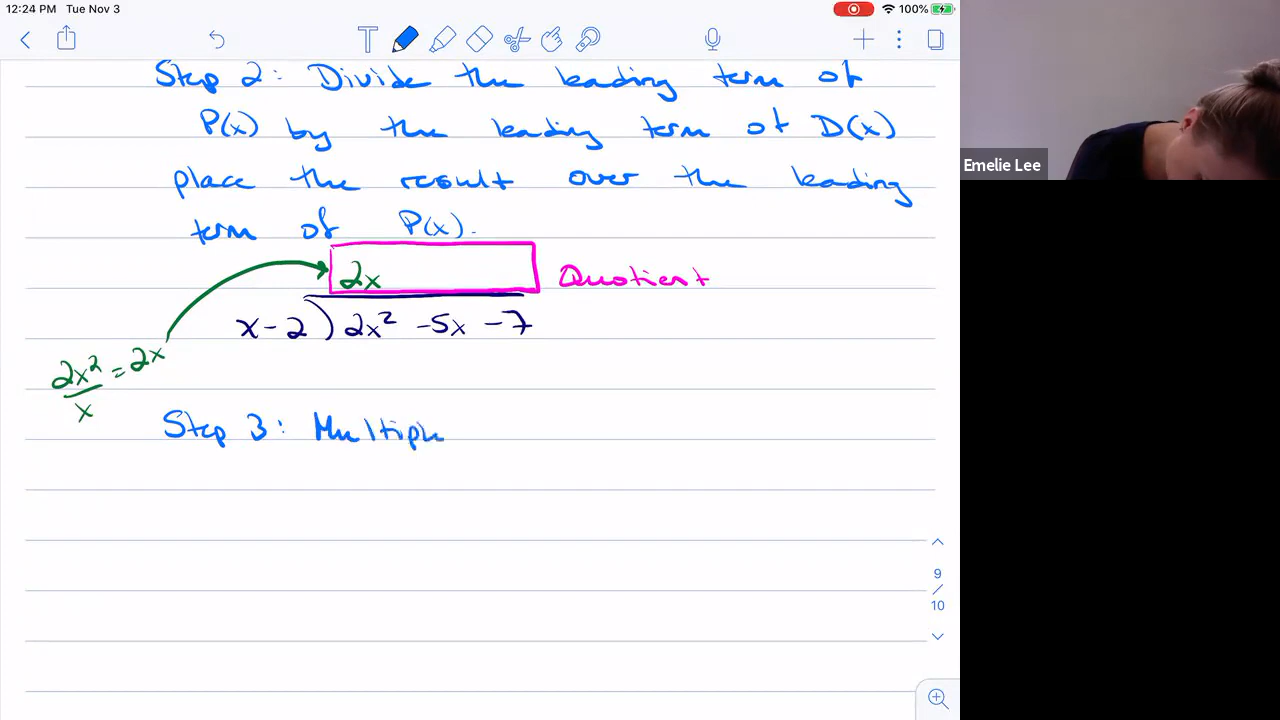 12:24 PM Tue Nov 3
100%
Step 2: Divide the leading term of
P(x) by the leading term of D(x)
place the result over the leading
term of P(x).
2x Quotient
x-2)2x² -5x -7
2x²/x = 2x
Step 3: Multiple
Emelie Lee
9
/
10